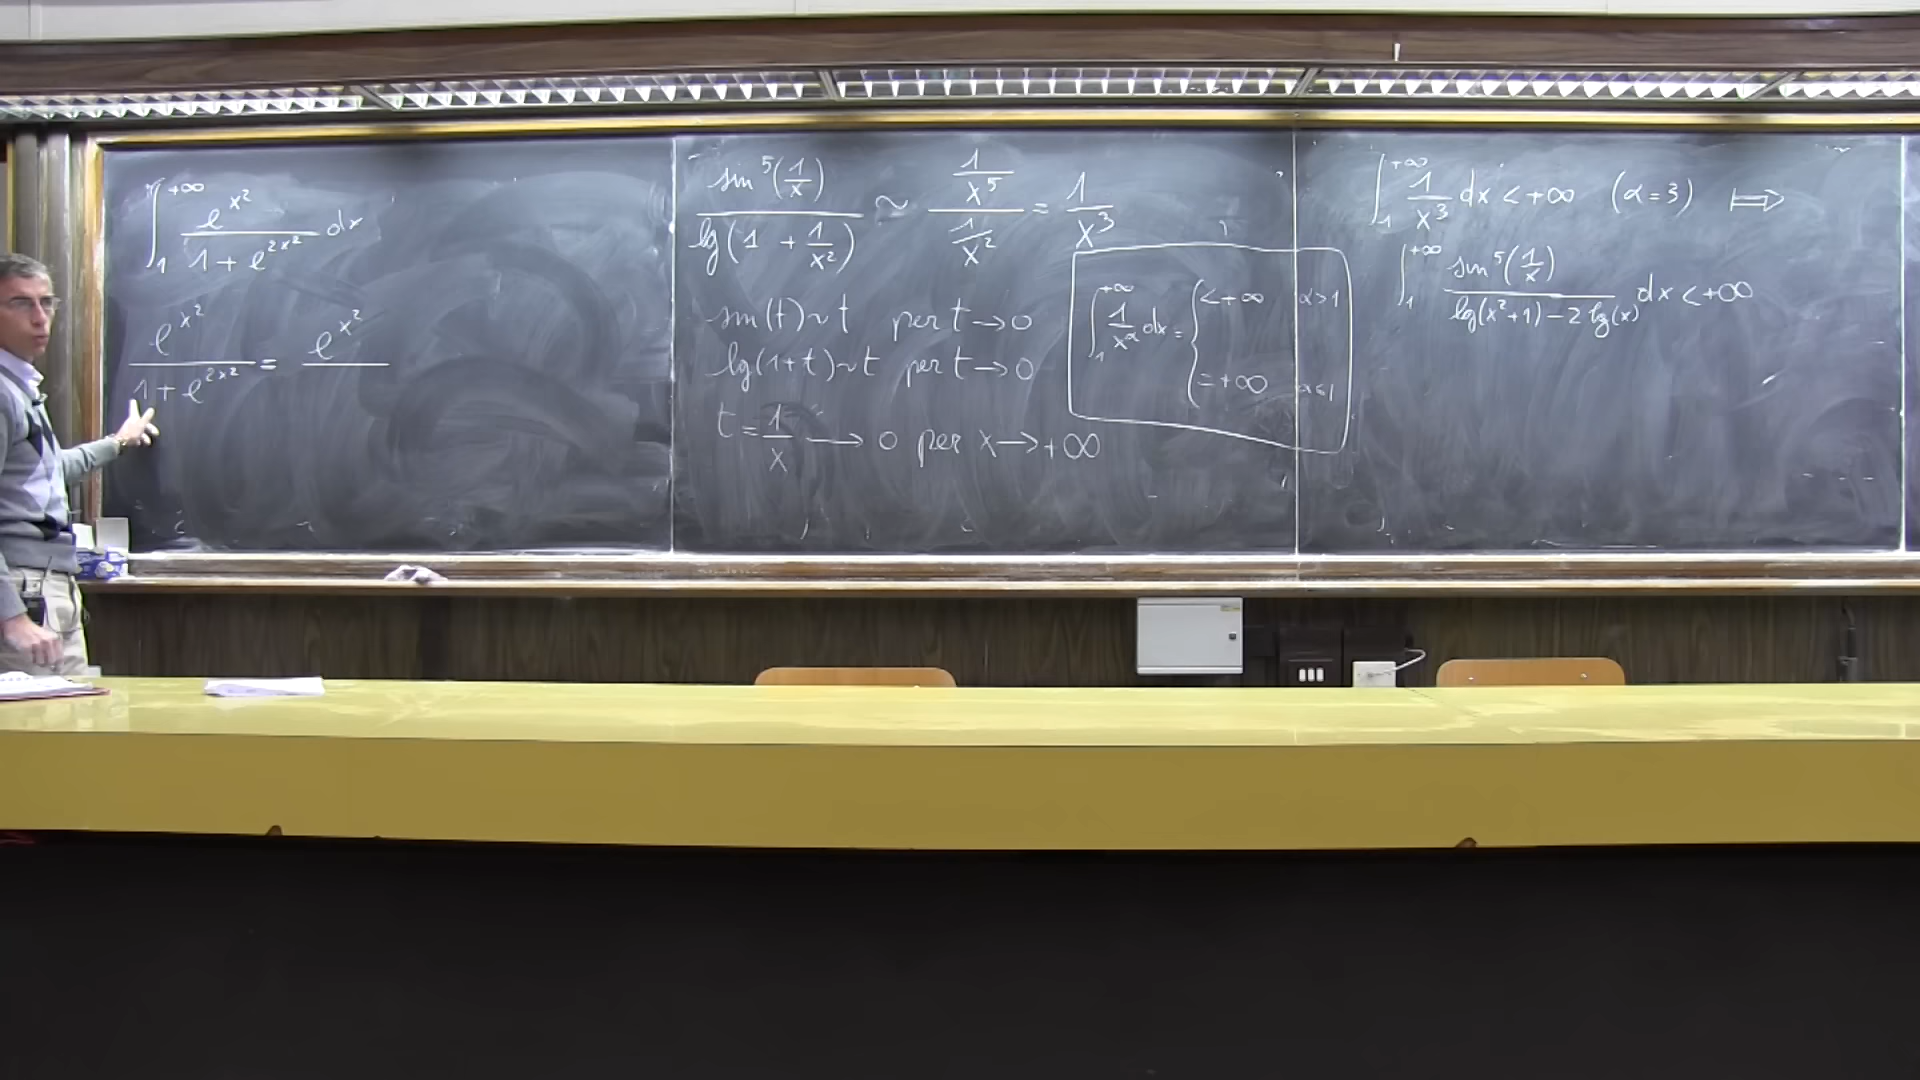 ∫₁^{+∞} e^{x²}/(1 + e^{2x²}) dx
e^{x²}/(1 + e^{2x²}) = e^{x²}
sin⁵(1/x)/lg(1 + 1/x²) ~ (1/x⁵)/(1/x²) = 1/x³
sin(t) ~ t per t → 0
lg(1+t) ~ t per t → 0
t = 1/x → 0 per x → +∞
∫₁^{+∞} 1/x^α dx = { < +∞ α>1
= +∞ α≤1
∫₁^{+∞} 1/x³ dx < +∞ (α=3) ⟹
∫₁^{+∞} sin⁵(1/x)/(lg(x²+1) − 2 lg(x)) dx < +∞